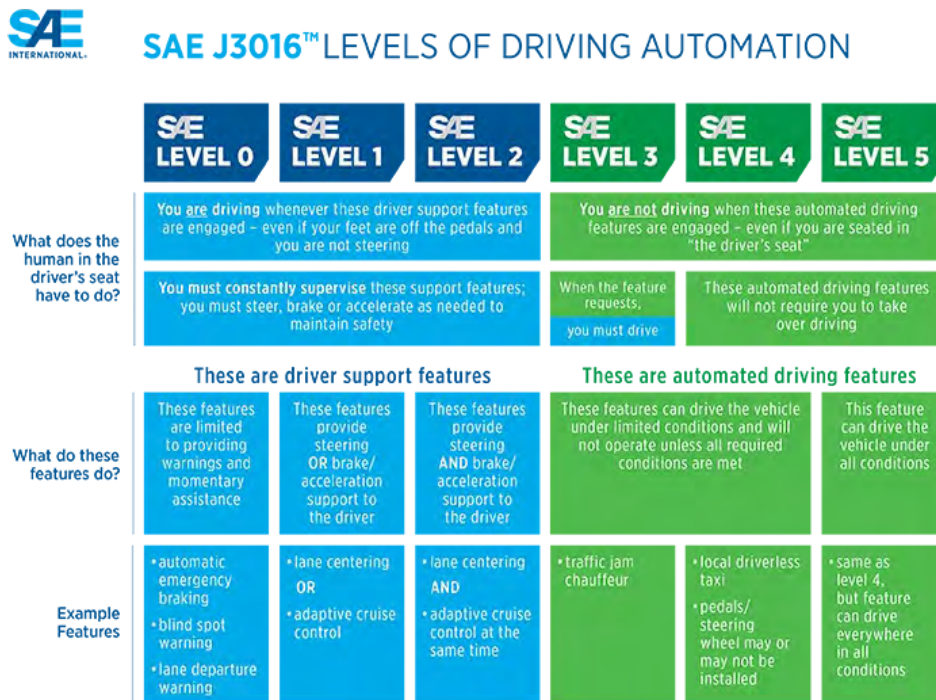 SAE
INTERNATIONAL®
SAE J3016™ LEVELS OF DRIVING AUTOMATION
SAE
LEVEL 0
SAE
LEVEL 1
SAE
LEVEL 2
SAE
LEVEL 3
SAE
LEVEL 4
SAE
LEVEL 5
What does the
human in the
driver's seat
have to do?
You are driving whenever these driver support features
are engaged – even if your feet are off the pedals and
you are not steering
You are not driving when these automated driving
features are engaged – even if you are seated in
"the driver's seat"
You must constantly supervise these support features;
you must steer, brake or accelerate as needed to
maintain safety
When the feature
requests,
you must drive
These automated driving features
will not require you to take
over driving
These are driver support features
These are automated driving features
What do these
features do?
These features
are limited
to providing
warnings and
momentary
assistance
These features
provide
steering
OR brake/
acceleration
support to
the driver
These features
provide
steering
AND brake/
acceleration
support to
the driver
These features can drive the vehicle
under limited conditions and will
not operate unless all required
conditions are met
This feature
can drive the
vehicle under
all conditions
Example
Features
• automatic
emergency
braking
• blind spot
warning
• lane departure
warning
• lane centering
OR
• adaptive cruise
control
• lane centering
AND
• adaptive cruise
control at the
same time
• traffic jam
chauffeur
• local driverless
taxi
• pedals/
steering
wheel may or
may not be
installed
• same as
level 4,
but feature
can drive
everywhere
in all
conditions